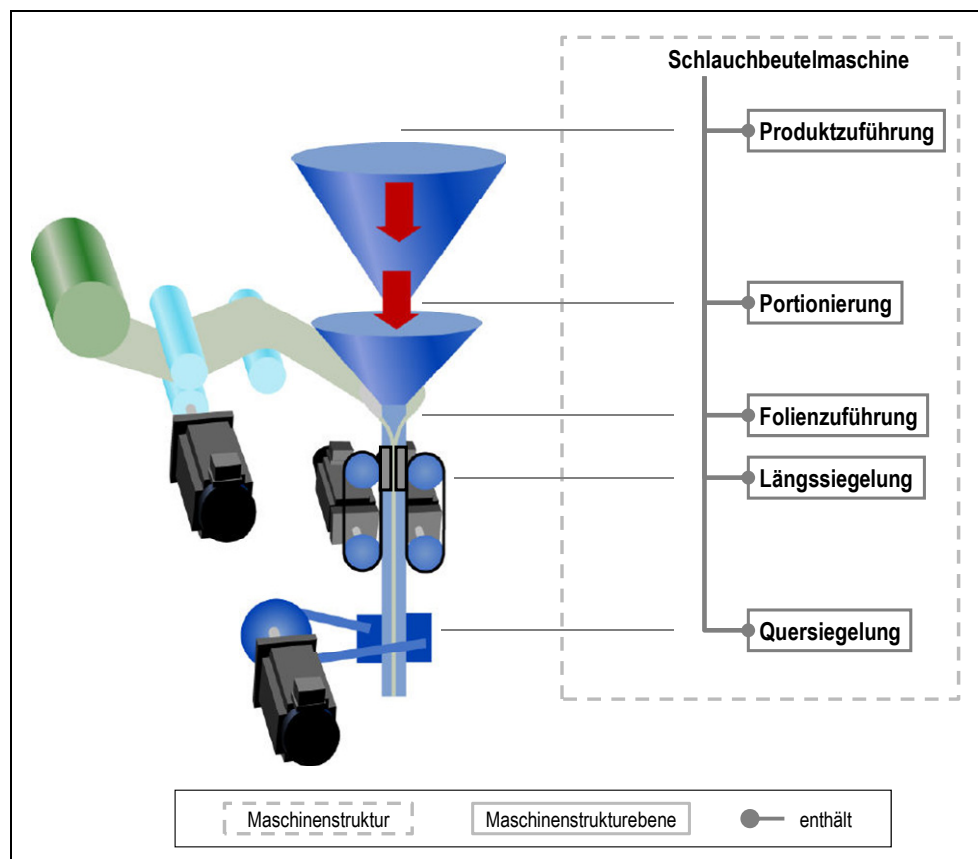 Schlauchbeutelmaschine
Produktzuführung
Portionierung
Folienzuführung
Längssiegelung
Quersiegelung
Maschinenstruktur
Maschinenstrukturebene
enthält